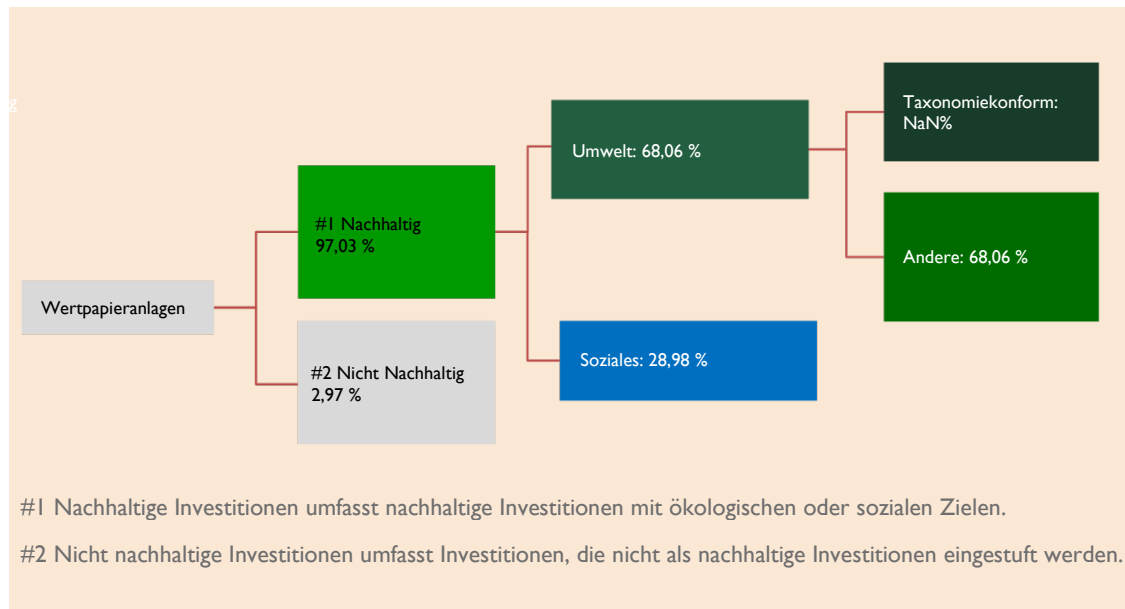 Taxonomiekonform:
NaN%
g
Umwelt: 68,06 %
#1 Nachhaltig
97,03 %
Andere: 68,06 %
Wertpapieranlagen
#2 Nicht Nachhaltig
2,97 %
Soziales: 28,98 %
#1 Nachhaltige Investitionen umfasst nachhaltige Investitionen mit ökologischen oder sozialen Zielen.
#2 Nicht nachhaltige Investitionen umfasst Investitionen, die nicht als nachhaltige Investitionen eingestuft werden.